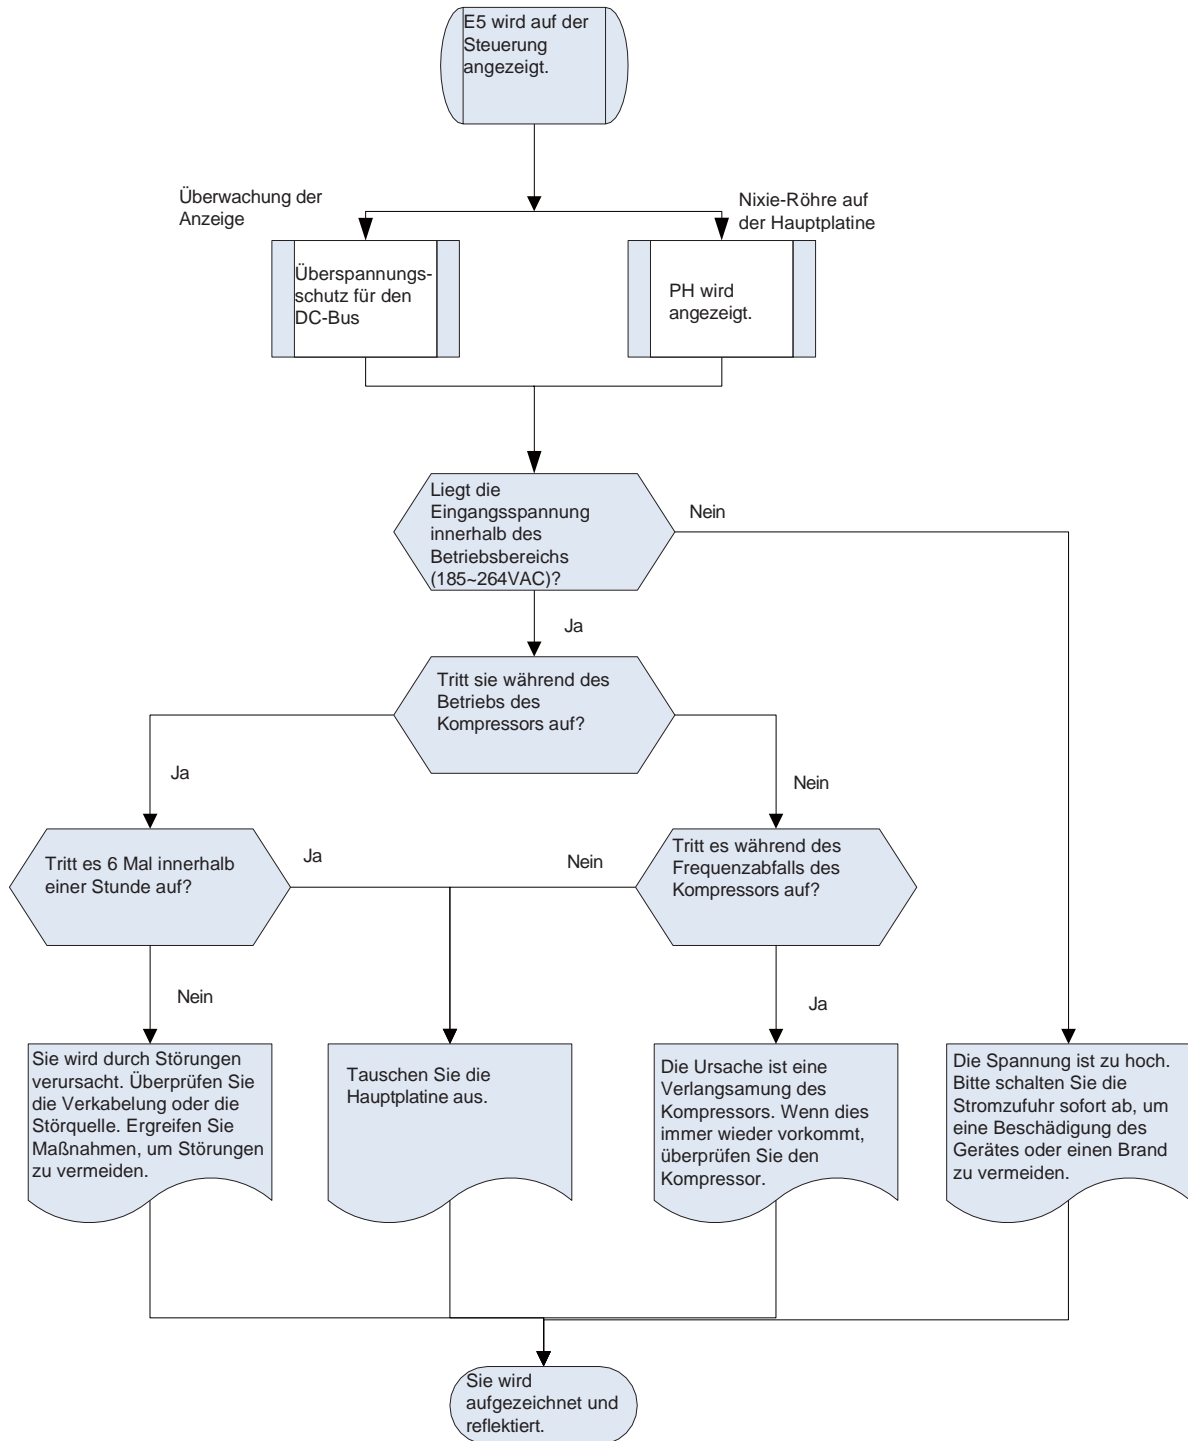 E5 wird auf der
Steuerung
angezeigt.
Überwachung der
Anzeige
Nixie-Röhre auf
der Hauptplatine
Überspannungs-
schutz für den
DC-Bus
PH wird
angezeigt.
Liegt die
Eingangsspannung
innerhalb des
Betriebsbereichs
(185~264VAC)?
Nein
Ja
Tritt sie während des
Betriebs des
Kompressors auf?
Ja
Nein
Tritt es 6 Mal innerhalb
einer Stunde auf?
Ja
Nein
Tritt es während des
Frequenzabfalls des
Kompressors auf?
Nein
Ja
Sie wird durch Störungen
verursacht. Überprüfen Sie
die Verkabelung oder die
Störquelle. Ergreifen Sie
Maßnahmen, um Störungen
zu vermeiden.
Tauschen Sie die
Hauptplatine aus.
Die Ursache ist eine
Verlangsamung des
Kompressors. Wenn dies
immer wieder vorkommt,
überprüfen Sie den
Kompressor.
Die Spannung ist zu hoch.
Bitte schalten Sie die
Stromzufuhr sofort ab, um
eine Beschädigung des
Gerätes oder einen Brand
zu vermeiden.
Sie wird
aufgezeichnet und
reflektiert.